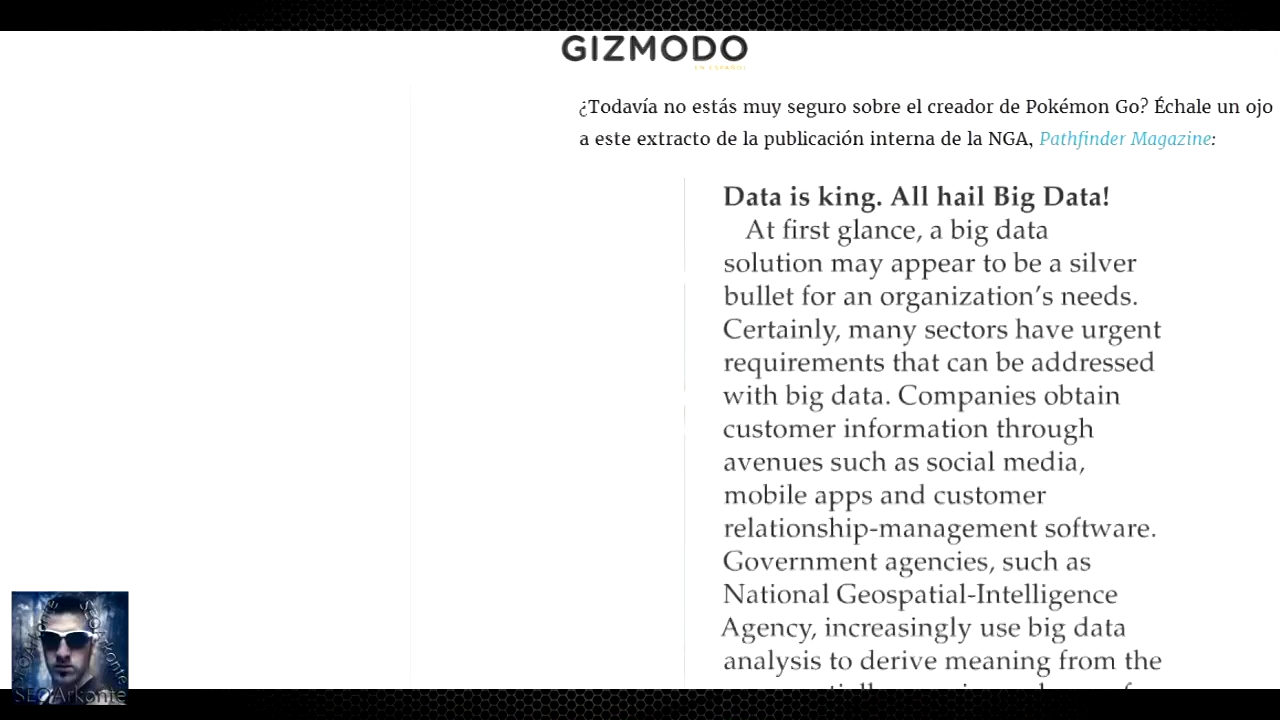 GIZMODO
EN ESPAÑOL
¿Todavía no estás muy seguro sobre el creador de Pokémon Go? Échale un ojo
a este extracto de la publicación interna de la NGA, Pathfinder Magazine:
Data is king. All hail Big Data!
At first glance, a big data
solution may appear to be a silver
bullet for an organization's needs.
Certainly, many sectors have urgent
requirements that can be addressed
with big data. Companies obtain
customer information through
avenues such as social media,
mobile apps and customer
relationship-management software.
Government agencies, such as
National Geospatial-Intelligence
Agency, increasingly use big data
analysis to derive meaning from the
SEOArkonte